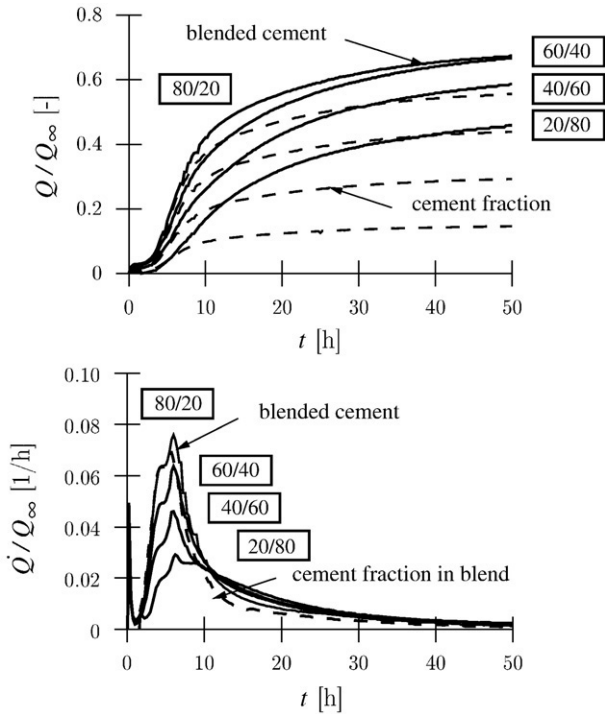 blended cement
60/40
80/20
40/60
20/80
cement fraction
Q / Q∞ [-]
0.8
0.6
0.4
0.2
0
0 10 20 30 40 50
t [h]
80/20
blended cement
60/40
40/60
20/80
cement fraction in blend
Q̇ / Q∞ [1/h]
0.10
0.08
0.06
0.04
0.02
0
0 10 20 30 40 50
t [h]